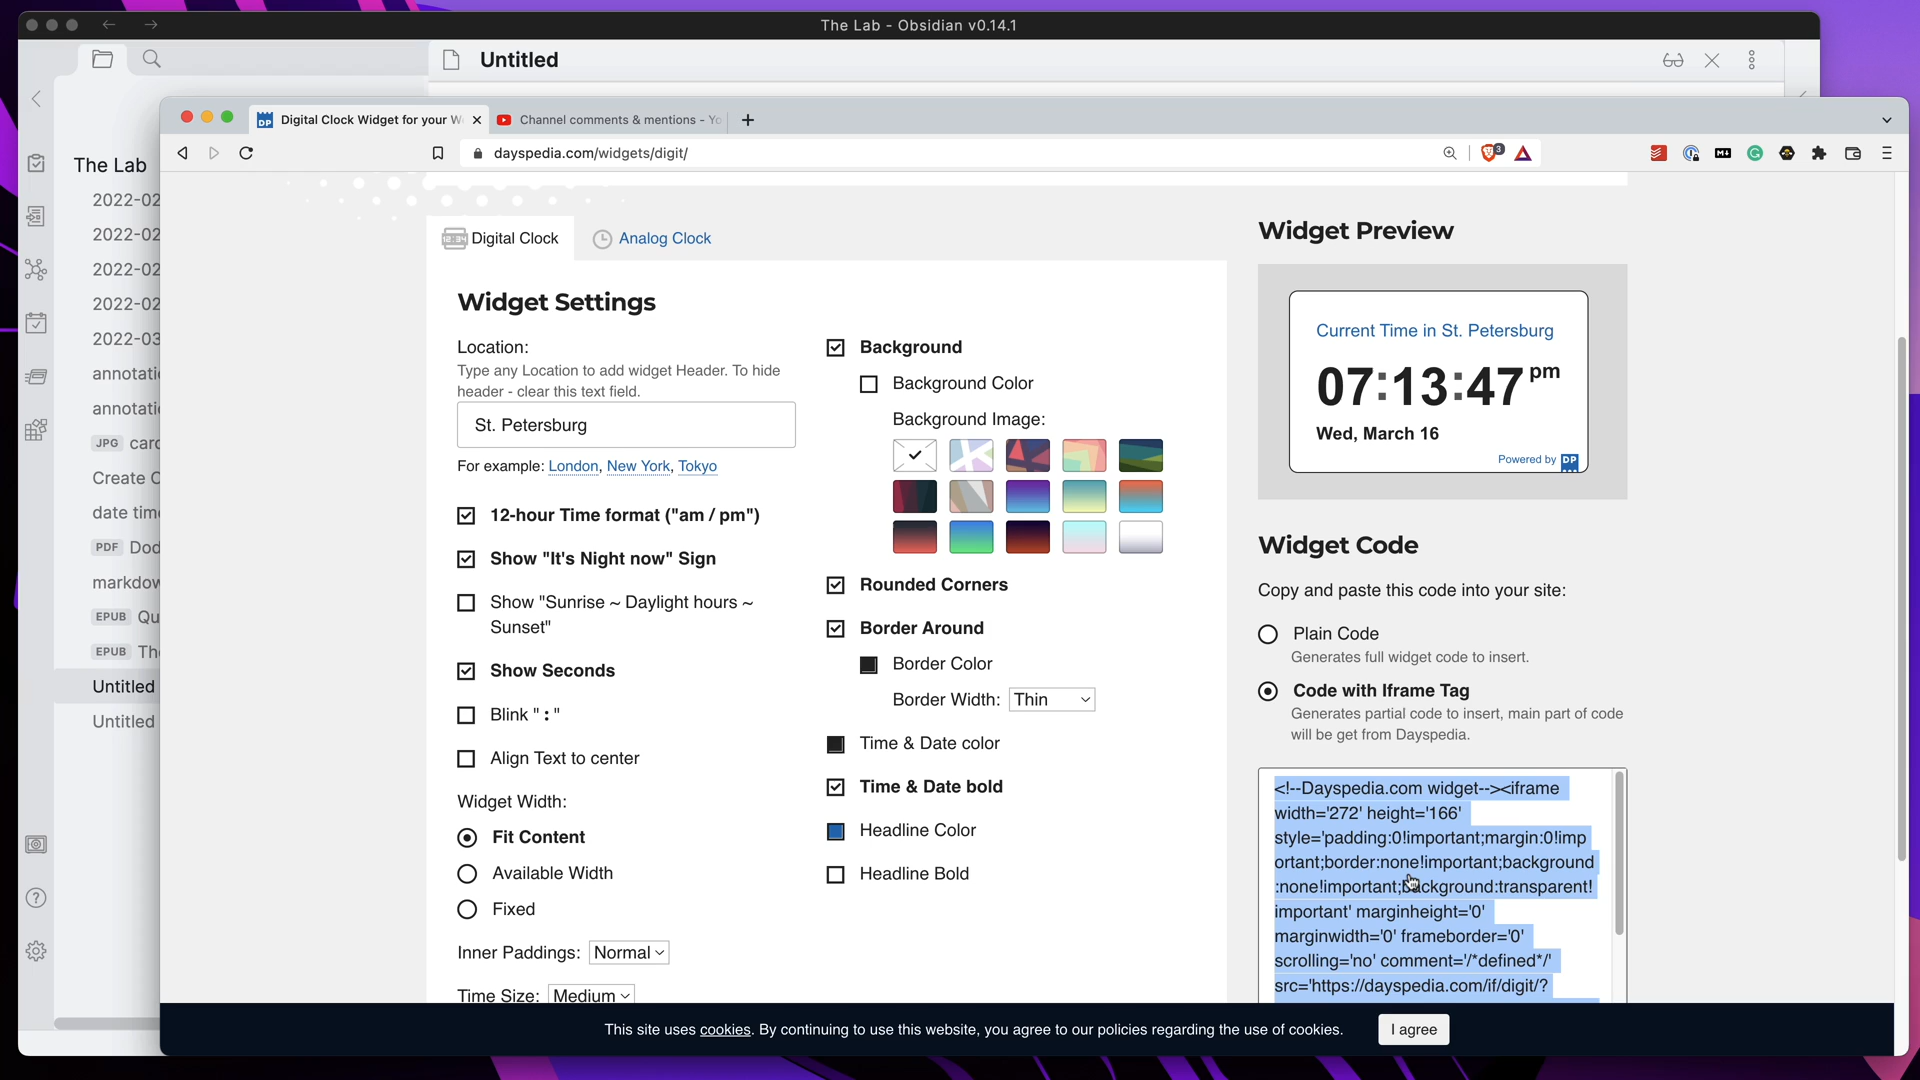 The Lab - Obsidian v0.14.1
Untitled
Digital Clock Widget for your W
Channel comments & mentions - Yo
dayspedia.com/widgets/digit/
3
M
G
The Lab
2022-02
2022-02
2022-02
2022-02
2022-03
annotati
annotati
JPG card
Create C
date time
PDF Dod
markdow
EPUB Qu
EPUB The
Untitled
Untitled
12:34 Digital Clock
Analog Clock
Widget Settings
Location:
Type any Location to add widget Header. To hide
header - clear this text field.
St. Petersburg
For example: London, New York, Tokyo
12-hour Time format ("am / pm")
Show "It's Night now" Sign
Show "Sunrise ~ Daylight hours ~
Sunset"
Show Seconds
Blink ":"
Align Text to center
Widget Width:
Fit Content
Available Width
Fixed
Inner Paddings: Normal
Time Size: Medium
Background
Background Color
Background Image:
Rounded Corners
Border Around
Border Color
Border Width: Thin
Time & Date color
Time & Date bold
Headline Color
Headline Bold
Widget Preview
Current Time in St. Petersburg
07:13:47 pm
Wed, March 16
Powered by DP
Widget Code
Copy and paste this code into your site:
Plain Code
Generates full widget code to insert.
Code with Iframe Tag
Generates partial code to insert, main part of code
will be get from Dayspedia.
<!--Dayspedia.com widget--><iframe
width='272' height='166'
style='padding:0!important;margin:0!imp
ortant;border:none!important;background
:none!important;background:transparent!
important' marginheight='0'
marginwidth='0' frameborder='0'
scrolling='no' comment='/*defined*/'
src='https://dayspedia.com/if/digit/?
This site uses cookies. By continuing to use this website, you agree to our policies regarding the use of cookies.
I agree